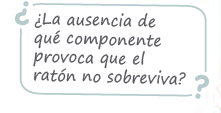 ¿La ausencia de
qué componente
provoca que el
ratón no sobreviva?